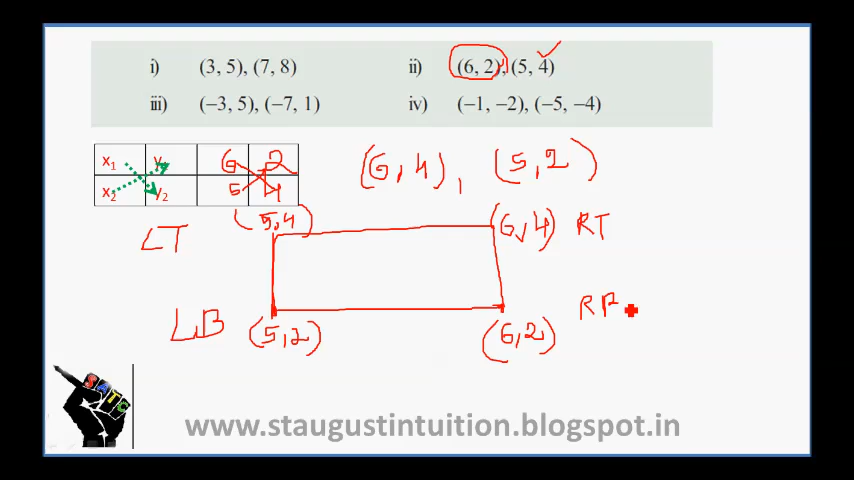 i) (3, 5), (7, 8) ii) (6, 2), (5, 4)
iii) (−3, 5), (−7, 1) iv) (−1, −2), (−5, −4)
x1 y1 6 2
x2 y2 5 4
(6, 4), (5, 2)
(5,4)
LT (6, 4) RT
LB (5,2) (6,2) RB
SATC
www.staugustintuition.blogspot.in